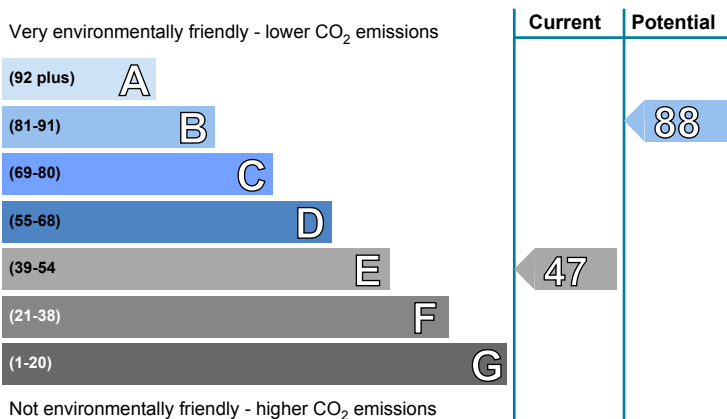 Current Potential
Very environmentally friendly - lower CO2 emissions
(92 plus) A
(81-91) B 88
(69-80) C
(55-68) D
(39-54 E 47
(21-38) F
(1-20) G
Not environmentally friendly - higher CO2 emissions